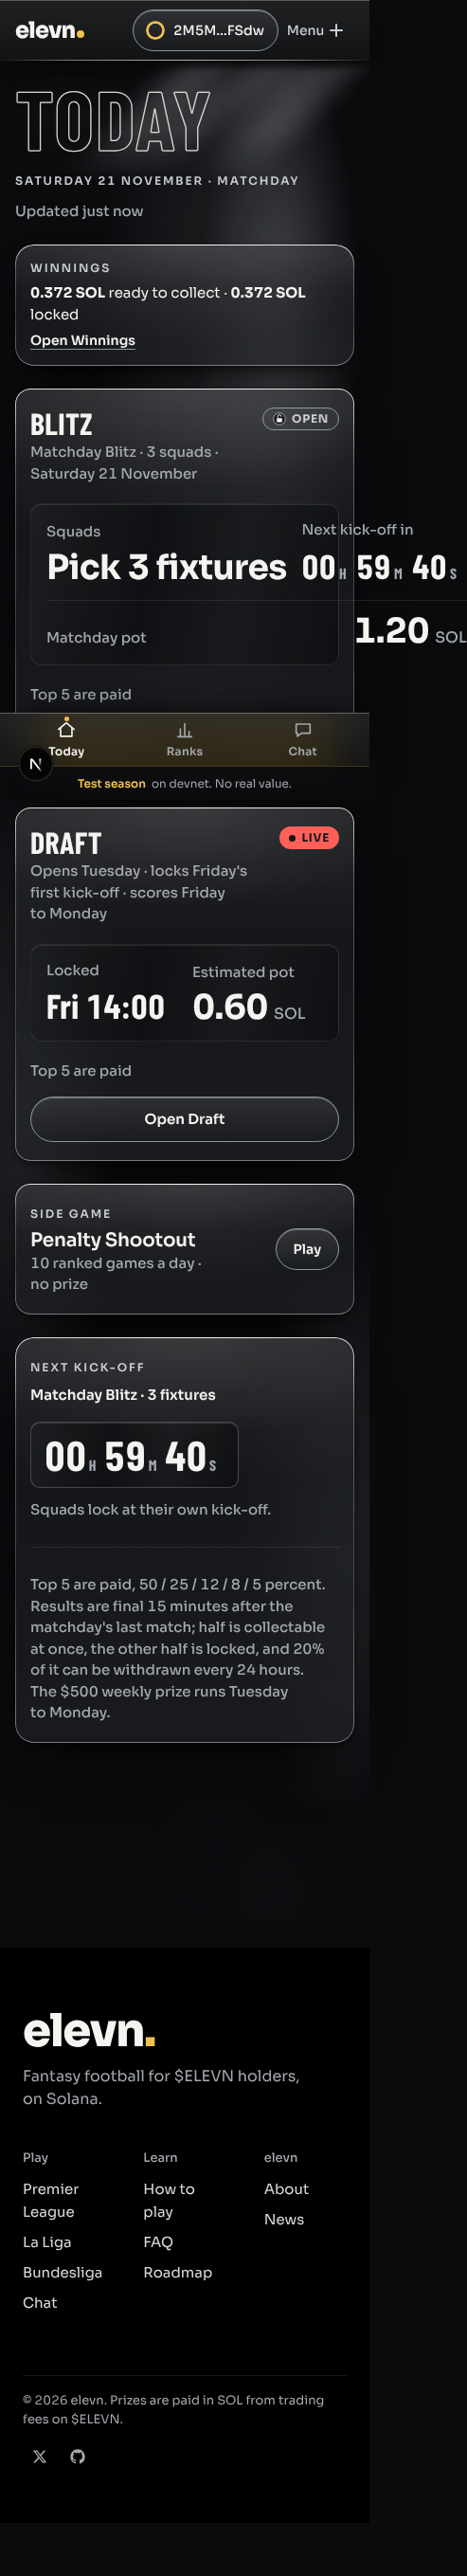 elevn.
2M5M...FSdw
Menu
TODAY
SATURDAY 21 NOVEMBER · MATCHDAY
Updated just now
WINNINGS
0.372 SOL ready to collect · 0.372 SOL
locked
Open Winnings
BLITZ
OPEN
Matchday Blitz · 3 squads ·
Saturday 21 November
Squads
Next kick-off in
Pick 3 fixtures
00H 59M 40S
Matchday pot
1.20 SOL
Top 5 are paid
Today
Ranks
Chat
N
Test season on devnet. No real value.
DRAFT
LIVE
Opens Tuesday · locks Friday's
first kick-off · scores Friday
to Monday
Locked
Estimated pot
Fri 14:00
0.60 SOL
Top 5 are paid
Open Draft
SIDE GAME
Penalty Shootout
10 ranked games a day ·
no prize
Play
NEXT KICK-OFF
Matchday Blitz · 3 fixtures
00H 59M 40S
Squads lock at their own kick-off.
Top 5 are paid, 50 / 25 / 12 / 8 / 5 percent.
Results are final 15 minutes after the
matchday's last match; half is collectable
at once, the other half is locked, and 20%
of it can be withdrawn every 24 hours.
The $500 weekly prize runs Tuesday
to Monday.
elevn.
Fantasy football for $ELEVN holders,
on Solana.
Play
Premier
League
La Liga
Bundesliga
Chat
Learn
How to
play
FAQ
Roadmap
elevn
About
News
© 2026 elevn. Prizes are paid in SOL from trading
fees on $ELEVN.